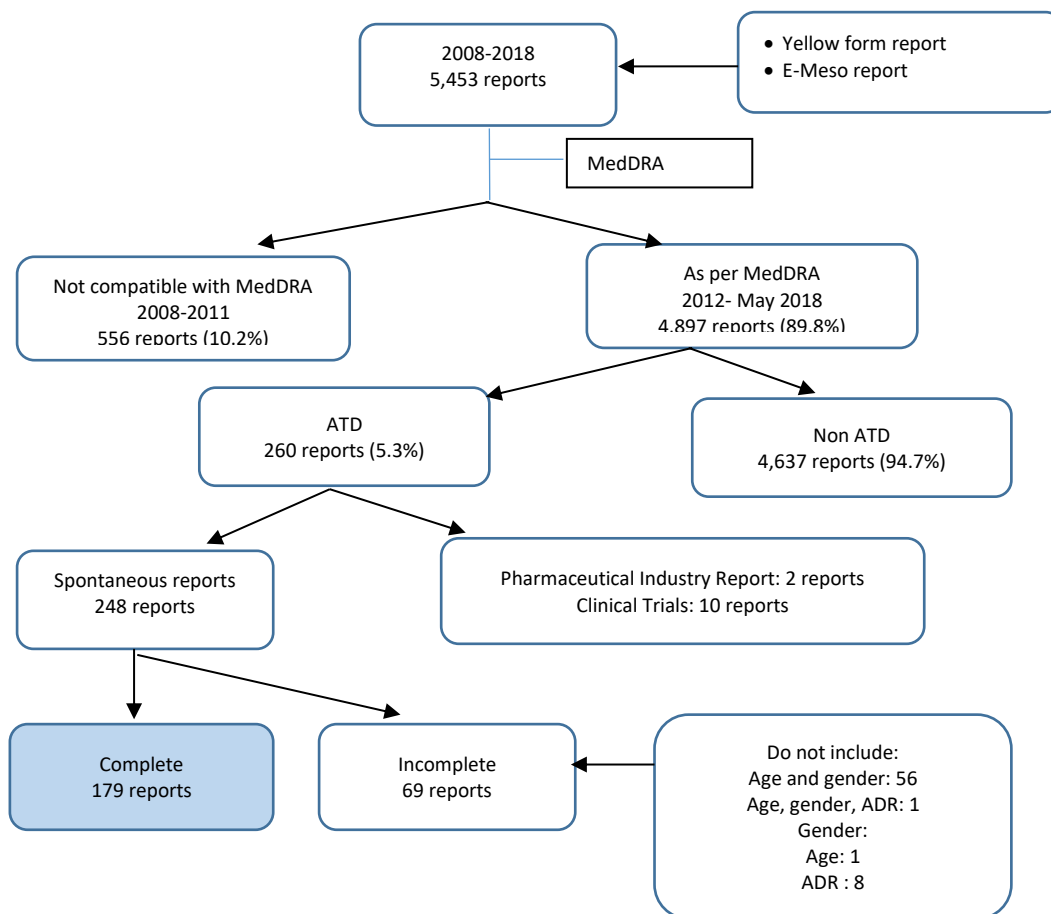 2008-2018
5,453 reports
• Yellow form report
• E-Meso report
MedDRA
Not compatible with MedDRA
2008-2011
556 reports (10.2%)
As per MedDRA
2012- May 2018
4,897 reports (89.8%)
ATD
260 reports (5.3%)
Non ATD
4,637 reports (94.7%)
Spontaneous reports
248 reports
Pharmaceutical Industry Report: 2 reports
Clinical Trials: 10 reports
Complete
179 reports
Incomplete
69 reports
Do not include:
Age and gender: 56
Age, gender, ADR: 1
Gender:
Age: 1
ADR : 8